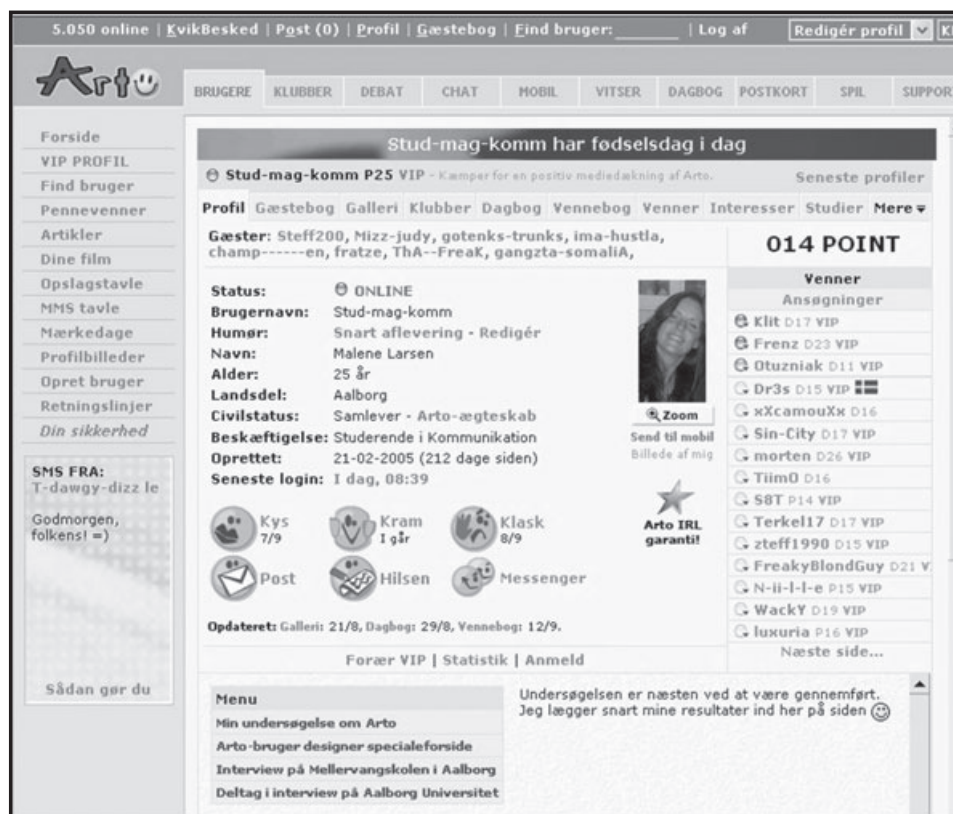 5.050 online | KvikBesked | Post (0) | Profil | Gæstebog | Find bruger: | Log af
Redigér profil
Arto
BRUGERE KLUBBER DEBAT CHAT MOBIL VITSER DAGBOG POSTKORT SPIL SUPPOR
Forside
VIP PROFIL
Find bruger
Pennevenner
Artikler
Dine film
Opslagstavle
MMS tavle
Mærkedage
Profilbilleder
Opret bruger
Retningslinjer
Din sikkerhed
SMS FRA:
T-dawgy-dizz le
Godmorgen,
folkens! =)
Sådan gør du
Stud-mag-komm har fødselsdag i dag
Stud-mag-komm P25 VIP - Kæmper for en positiv mediedækning af Arto.
Seneste profiler
Profil Gæstebog Galleri Klubber Dagbog Vennebog Venner Interesser Studier Mere
Gæster: Steff200, Mizz-judy, gotenks-trunks, ima-hustla,
champ------en, fratze, ThA--FreaK, gangzta-somaliA,
Status: ONLINE
Brugernavn: Stud-mag-komm
Humør: Snart aflevering - Redigér
Navn: Malene Larsen
Alder: 25 år
Landsdel: Aalborg
Civilstatus: Samlever - Arto-ægteskab
Beskæftigelse: Studerende i Kommunikation
Oprettet: 21-02-2005 (212 dage siden)
Seneste login: I dag, 08:39
Zoom
Send til mobil
Billede af mig
Arto IRL
garanti!
Kys
7/9
Kram
I går
Klask
8/9
Post
Hilsen
Messenger
Opdateret: Galleri: 21/8, Dagbog: 29/8, Vennebog: 12/9.
Forær VIP | Statistik | Anmeld
014 POINT
Venner
Ansøgninger
Klit D17 VIP
Frenz D23 VIP
Otuzniak D11 VIP
Dr3s D15 VIP
xXcamouXx D16
Sin-City D17 VIP
morten D26 VIP
TiimO D16
S8T P14 VIP
Terkel17 D17 VIP
zteff1990 D15 VIP
FreakyBlondGuy D21 V
N-ii-l-l-e P15 VIP
WackY D19 VIP
luxuria P16 VIP
Næste side...
Menu
Min undersøgelse om Arto
Arto-bruger designer specialeforside
Interview på Mellervangskolen i Aalborg
Deltag i interview på Aalborg Universitet
Undersøgelsen er næsten ved at være gennemført.
Jeg lægger snart mine resultater ind her på siden